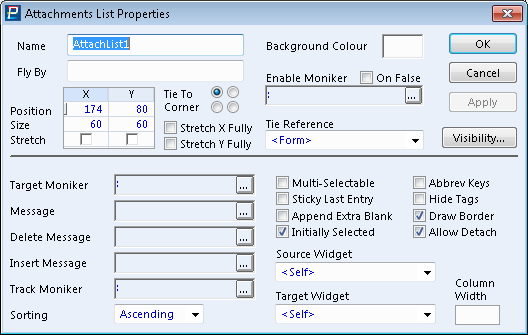 Attachments List Properties
Name AttachList1 Background Colour OK
Fly By
Enable Moniker On False Cancel
X Y Tie To Corner : ... Apply
Position 174 80
Size 60 60 Stretch X Fully Tie Reference
Stretch Stretch Y Fully <Form> Visibility...
Target Moniker : ... Multi-Selectable Abbrev Keys
Sticky Last Entry Hide Tags
Message : ... Append Extra Blank Draw Border
Delete Message : ... Initially Selected Allow Detach
Insert Message : ... Source Widget
<Self>
Track Moniker : ... Target Widget Column Width
Sorting Ascending <Self>